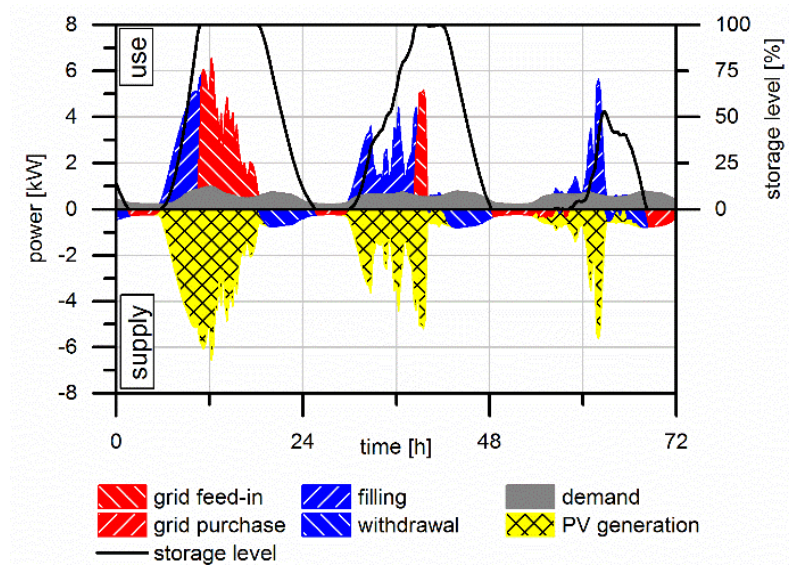 8
6
4
2
0
-2
-4
-6
-8
power [kW]
use
supply
100
75
50
25
0
storage level [%]
0
24
48
72
time [h]
grid feed-in
filling
demand
grid purchase
withdrawal
PV generation
storage level